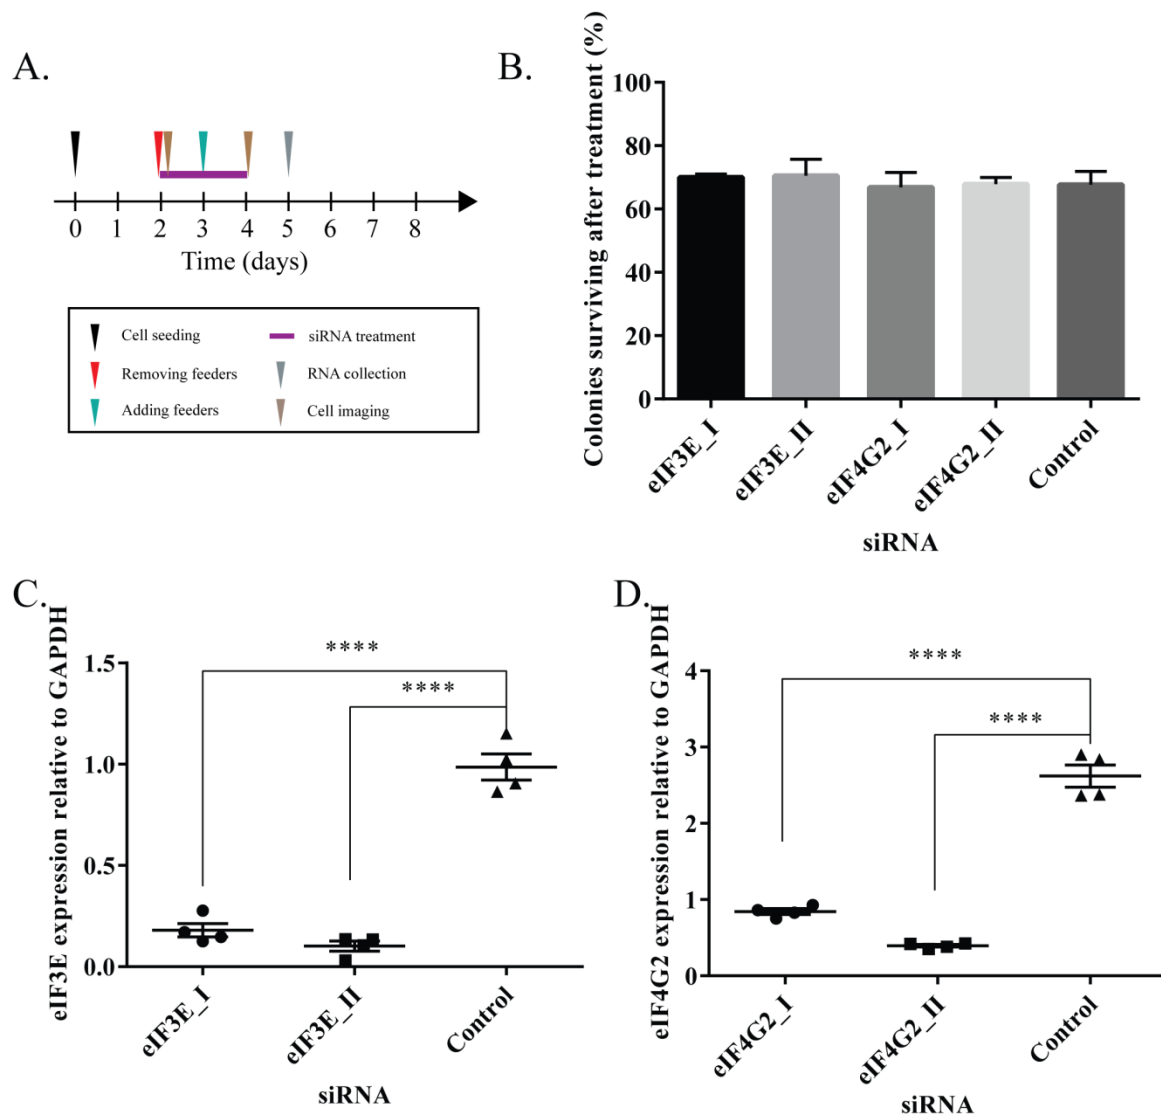 A.
0 1 2 3 4 5 6 7 8
Time (days)
Cell seeding
siRNA treatment
Removing feeders
RNA collection
Adding feeders
Cell imaging
B.
Colonies surviving after treatment (%)
100
80
60
40
20
0
eIF3E_I
eIF3E_II
eIF4G2_I
eIF4G2_II
Control
siRNA
C.
eIF3E expression relative to GAPDH
****
****
1.5
1.0
0.5
0.0
eIF3E_I
eIF3E_II
Control
siRNA
D.
eIF4G2 expression relative to GAPDH
****
****
4
3
2
1
0
eIF4G2_I
eIF4G2_II
Control
siRNA